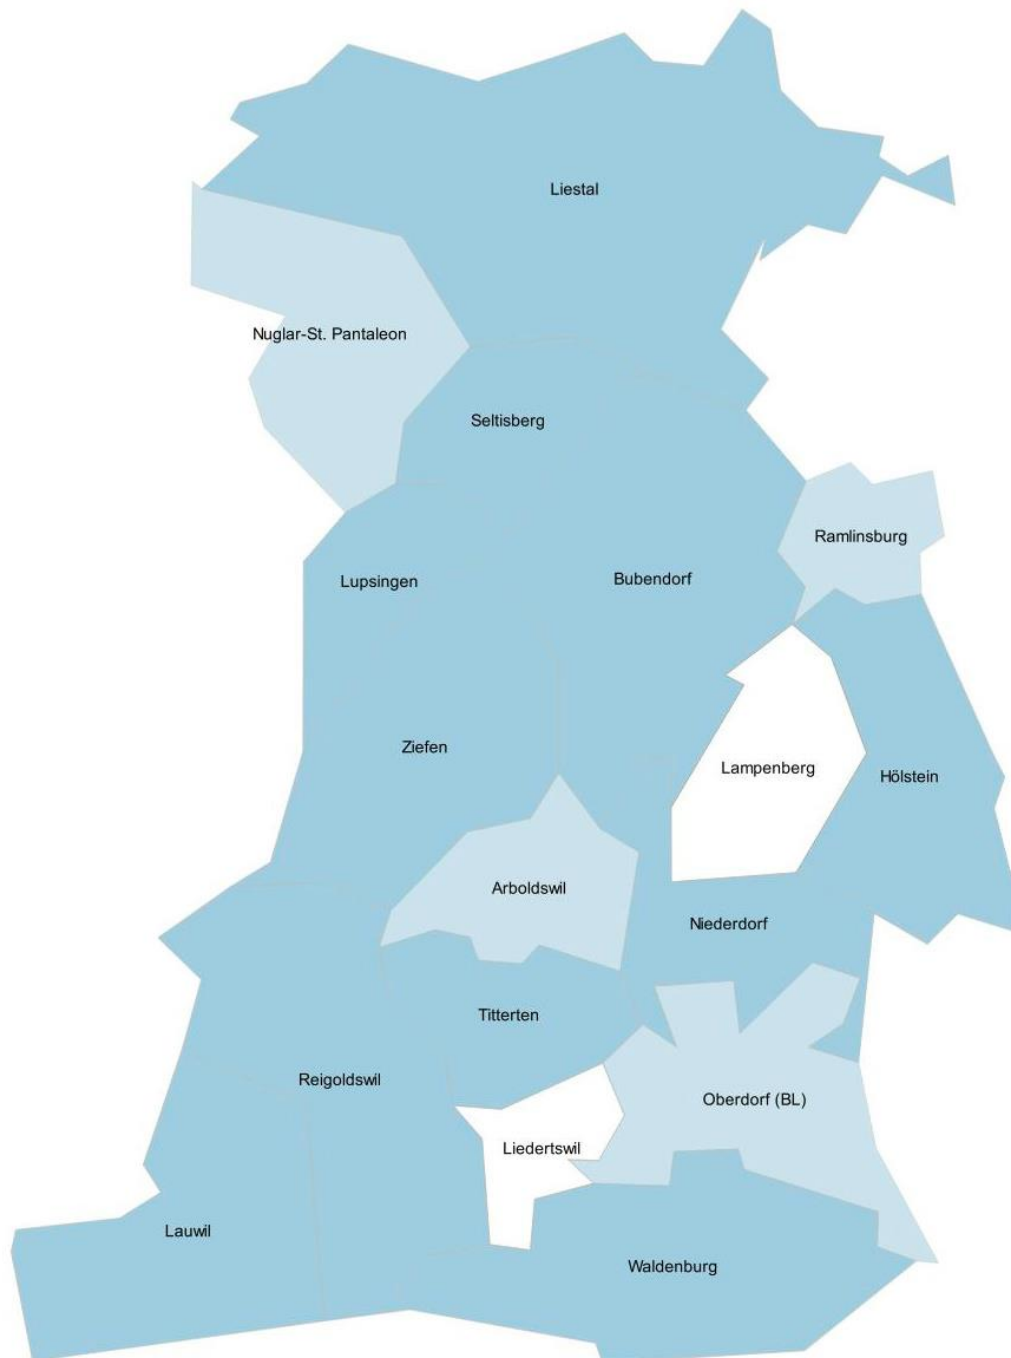 Liestal
Nuglar-St. Pantaleon
Seltisberg
Ramlinsburg
Lupsingen
Bubendorf
Ziefen
Lampenberg
Hölstein
Arboldswil
Niederdorf
Titterten
Reigoldswil
Oberdorf (BL)
Liedertswil
Lauwil
Waldenburg